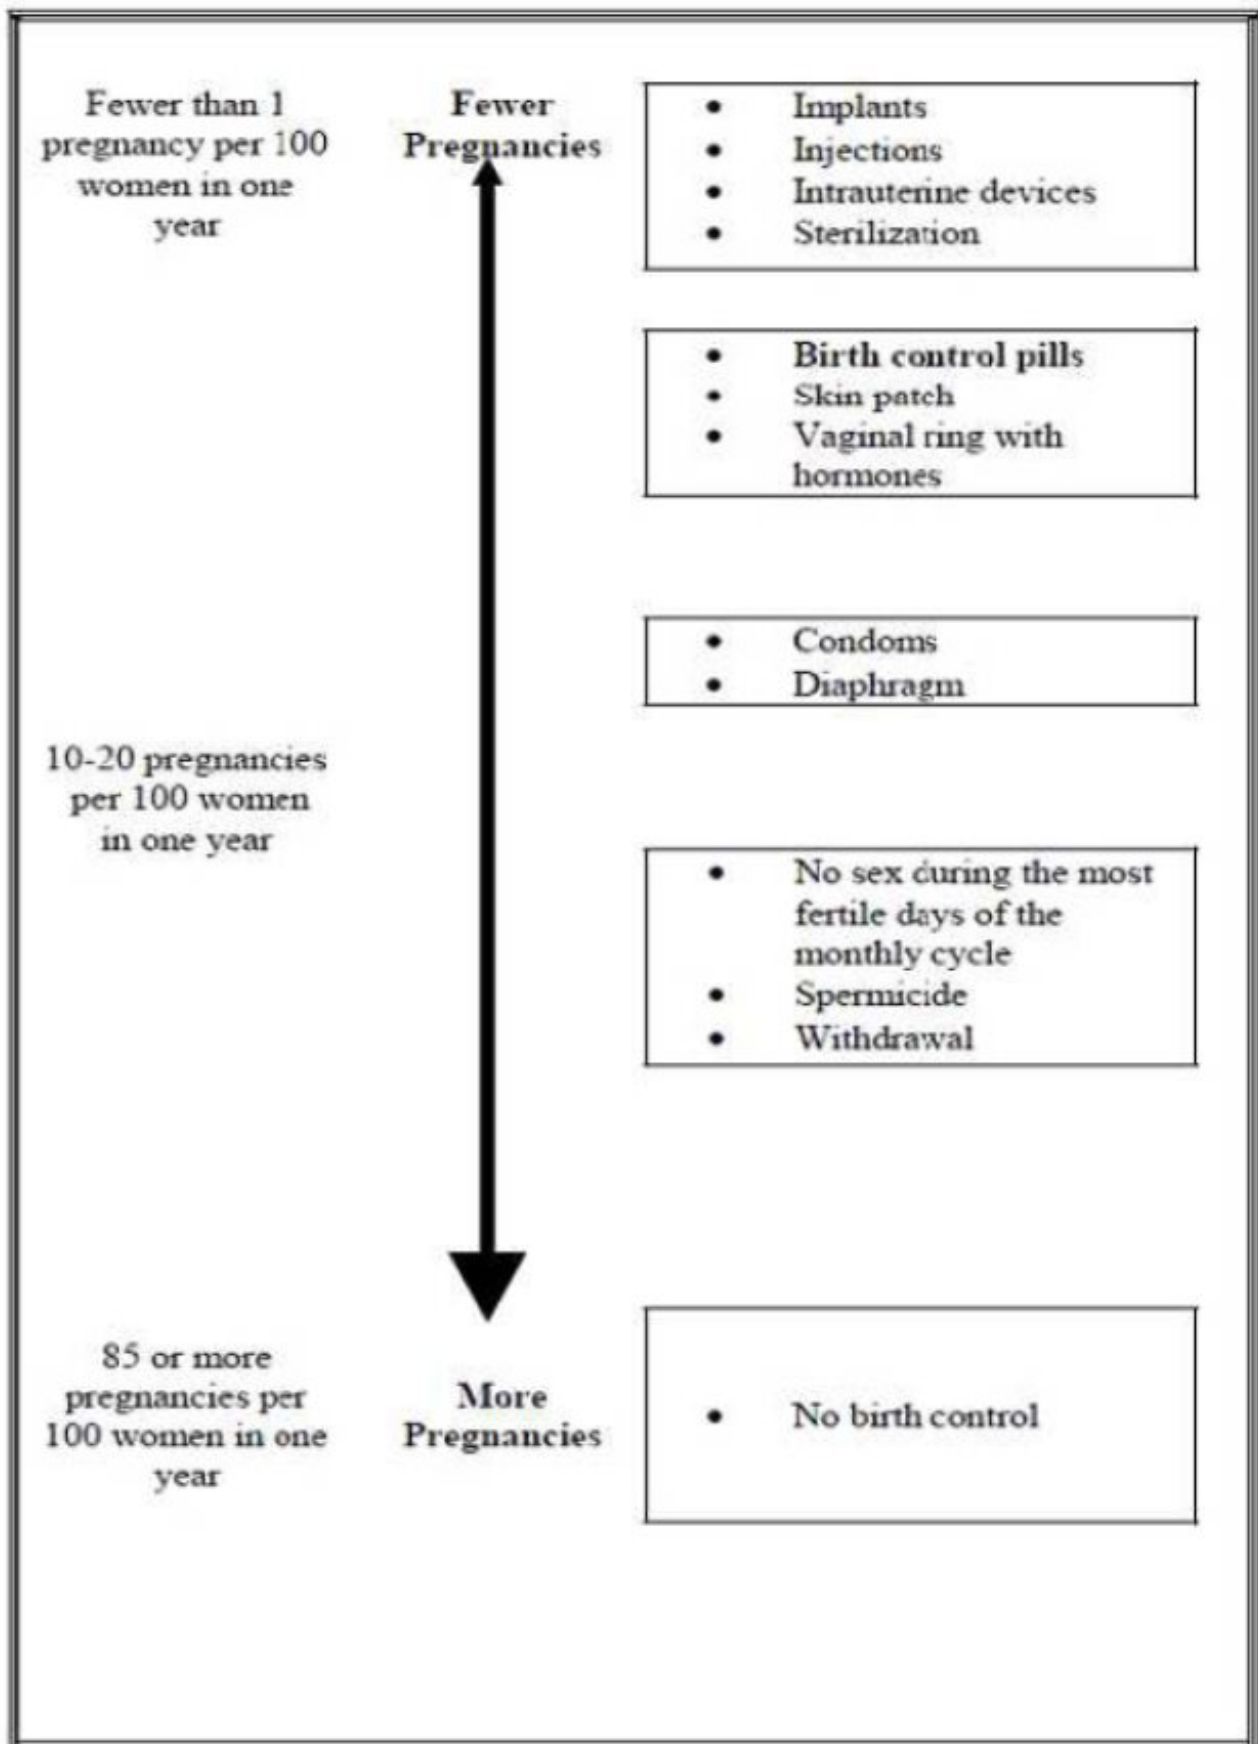 Fewer than 1
pregnancy per 100
women in one
year
Fewer
Pregnancies
• Implants
• Injections
• Intrauterine devices
• Sterilization
• Birth control pills
• Skin patch
• Vaginal ring with
hormones
• Condoms
• Diaphragm
10-20 pregnancies
per 100 women
in one year
• No sex during the most
fertile days of the
monthly cycle
• Spermicide
• Withdrawal
85 or more
pregnancies per
100 women in one
year
More
Pregnancies
• No birth control